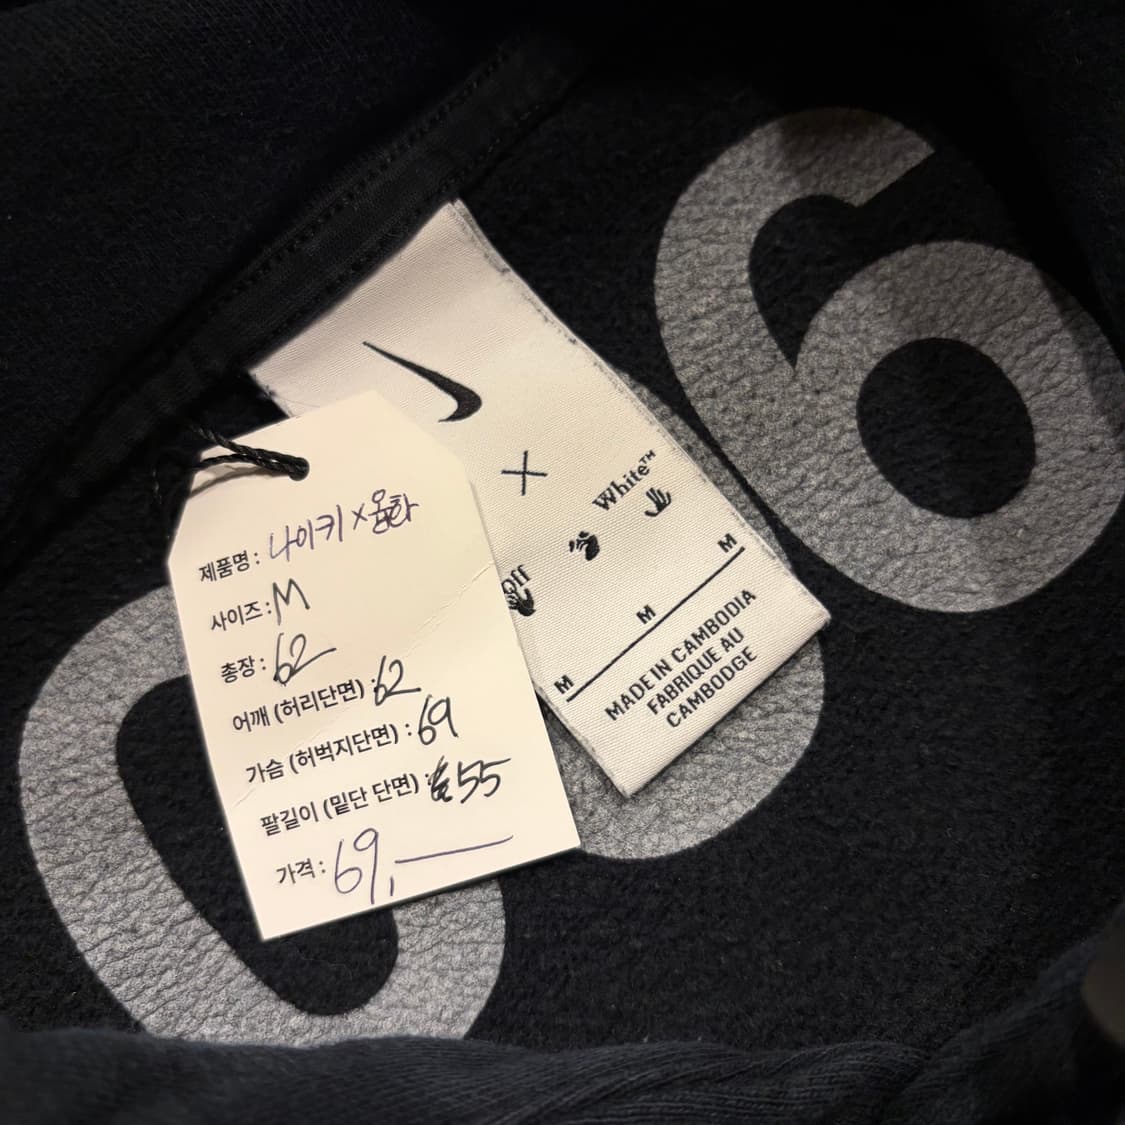 제품명 : 나이키 x 옵화
사이즈 : M
총장 : 62
어깨 (허리단면) : 62
가슴 (허벅지단면) : 69
팔길이 (밑단 단면) : 55
가격 : 69,—
×
Off
White™
M M M
MADE IN CAMBODIA
FABRIQUE AU
CAMBODGE
06